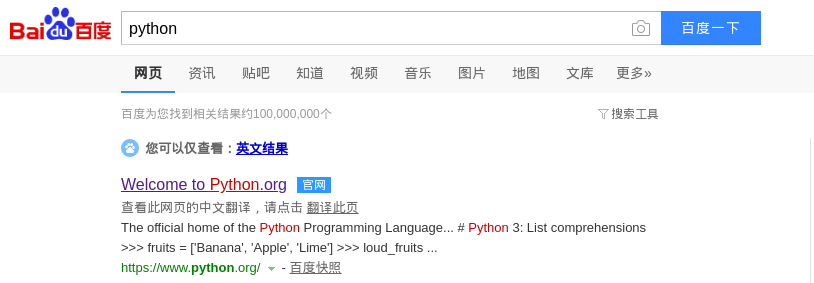 Bai du 百度 python 百度一下
网页 资讯 贴吧 知道 视频 音乐 图片 地图 文库 更多»
百度为您找到相关结果约100,000,000个 搜索工具
您可以仅查看：英文结果
Welcome to Python.org 官网
查看此网页的中文翻译，请点击 翻译此页
The official home of the Python Programming Language... # Python 3: List comprehensions
>>> fruits = ['Banana', 'Apple', 'Lime'] >>> loud_fruits ...
https://www.python.org/ - 百度快照